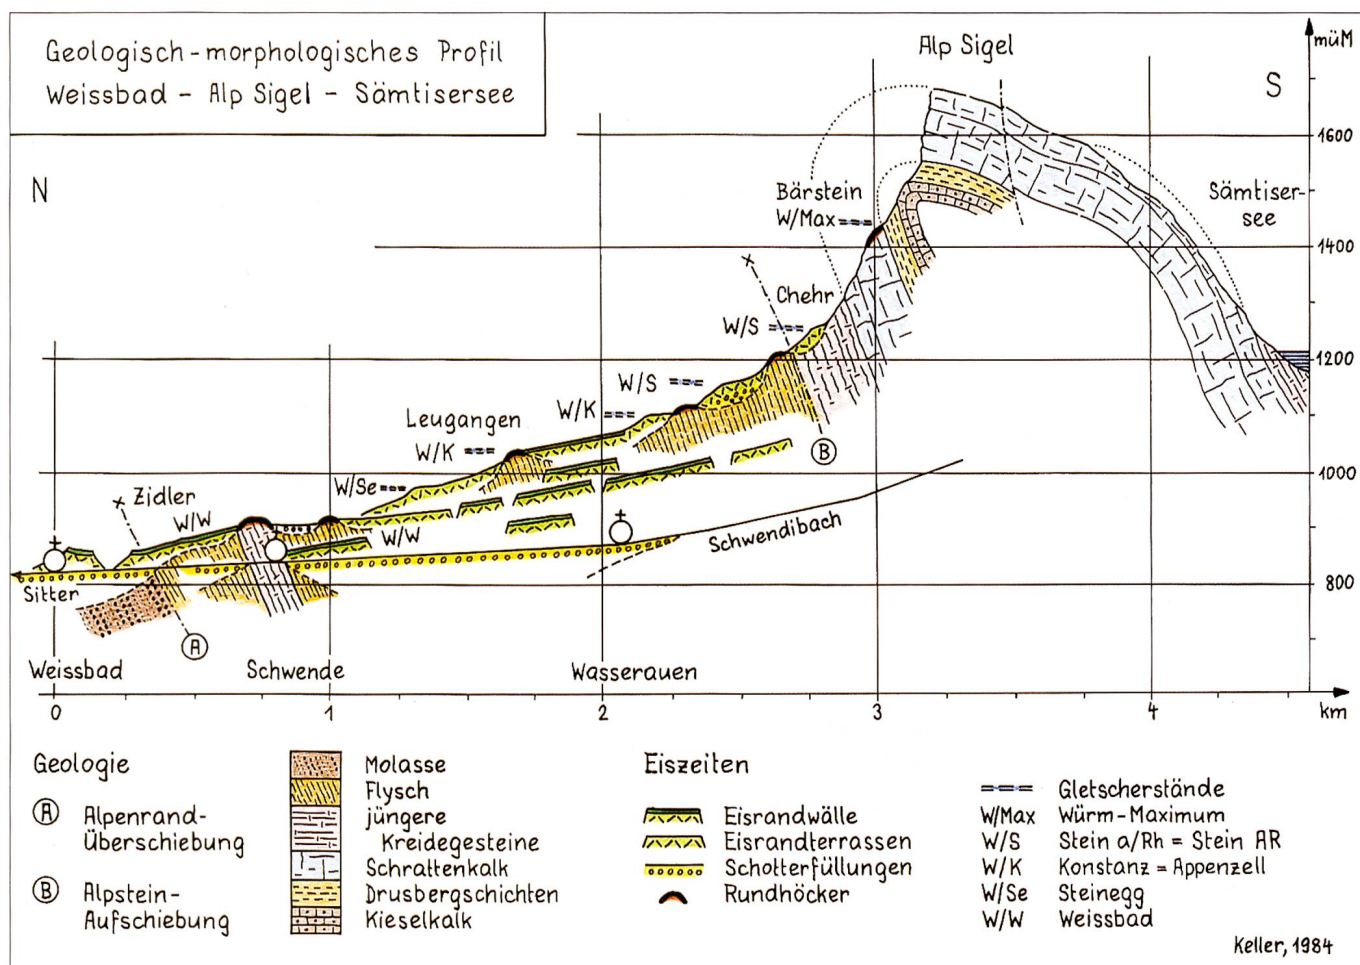 Geologisch-morphologisches Profil
Weissbad - Alp Sigel - Sämtisersee
Alp Sigel
müM
S
1600
N
Bärstein
W/Max
Sämtiser-
see
1400
Chehr
W/S
1200
W/S
Leugangen
W/K
W/K
B
1000
W/Se
Zidler
W/W
W/W
Schwendibach
800
Sitter
A
Weissbad
Schwende
Wasserauen
0
1
2
3
4
km
Geologie
A
Alpenrand-
Überschiebung
B
Alpstein-
Aufschiebung
Molasse
Flysch
jüngere
Kreidegesteine
Schrattenkalk
Drusbergschichten
Kieselkalk
Eiszeiten
Eisrandwälle
Eisrandterrassen
Schotterfüllungen
Rundhöcker
Gletscherstände
W/Max Würm-Maximum
W/S Stein a/Rh = Stein AR
W/K Konstanz = Appenzell
W/Se Steinegg
W/W Weissbad
Keller, 1984